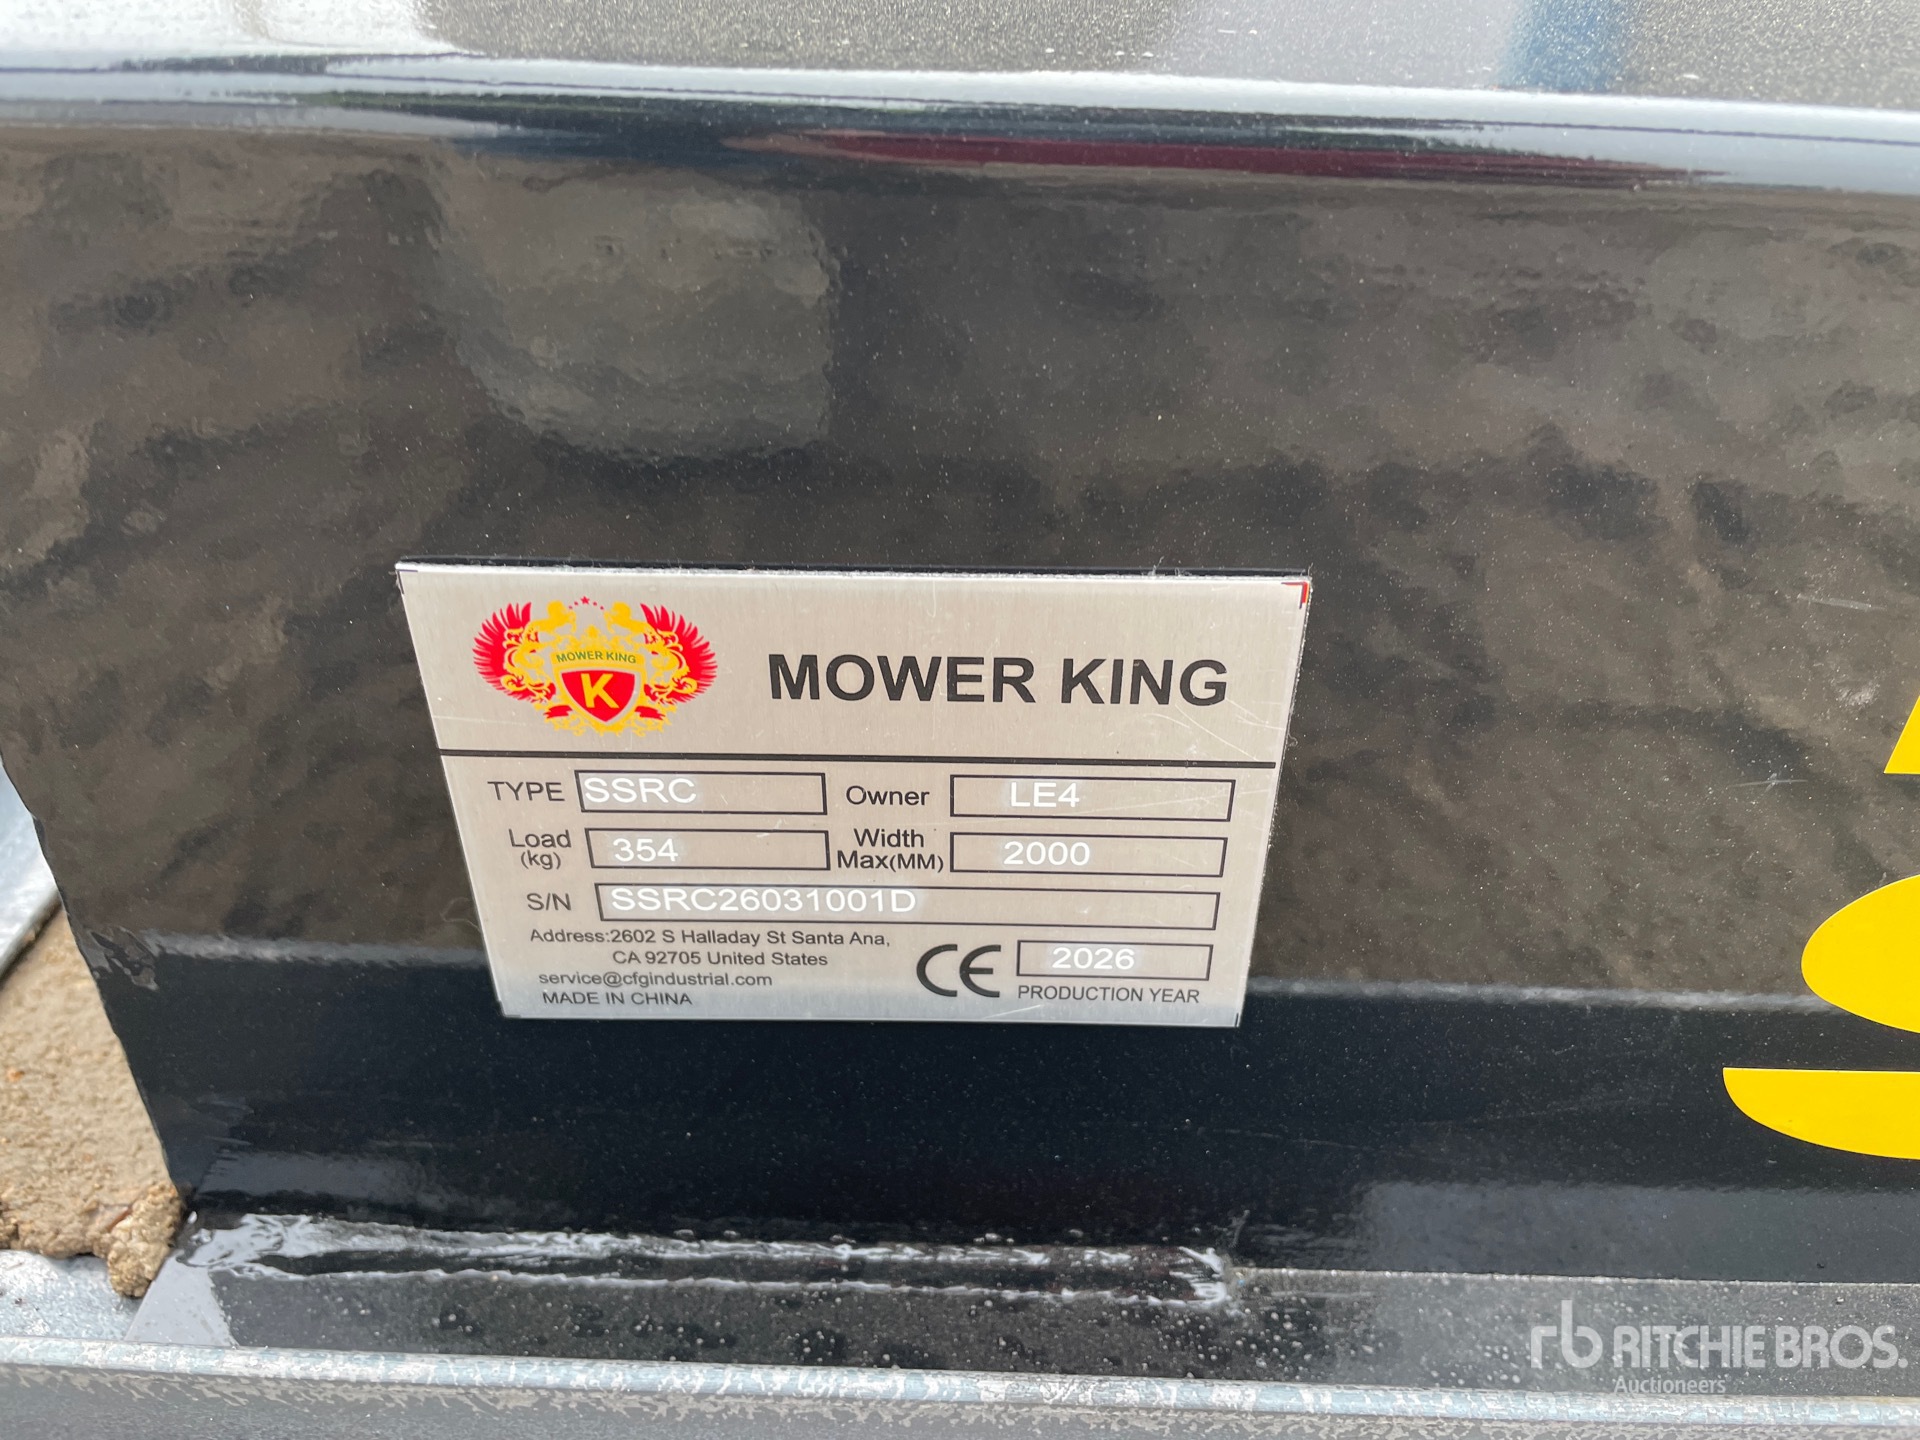 MOWER KING
K
MOWER KING
TYPE SSRC Owner LE4
Load (kg) 354 Width Max(MM) 2000
S/N SSRC26031001D
Address:2602 S Halladay St Santa Ana,
CA 92705 United States
service@cfgindustrial.com
MADE IN CHINA
CE 2026
PRODUCTION YEAR
rb RITCHIE BROS.
Auctioneers